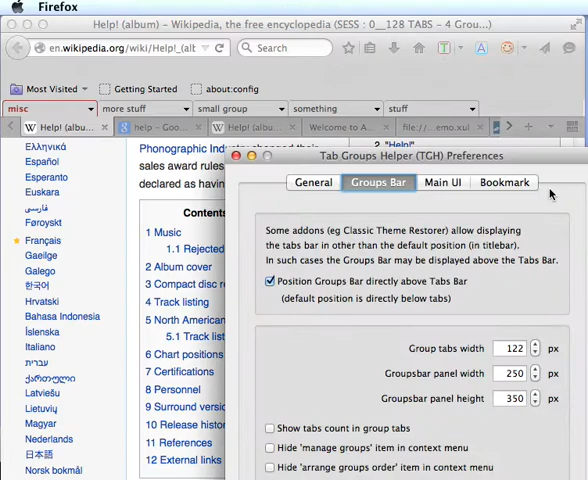 Firefox
Help! (album) – Wikipedia, the free encyclopedia (SESS : 0__128 TABS – 4 Grou...)
en.wikipedia.org/wiki/Help!_(alb
Search
Most Visited
Getting Started
about:config
misc
more stuff
small group
something
stuff
Help! (albu...
help – Goo...
Help! (albu...
Welcome to A...
file:/...emo.xul
Ελληνικά
Español
Esperanto
Euskara
فارسی
Føroyskt
Français
Gaeilge
Galego
한국어
Hrvatski
Bahasa Indonesia
Íslenska
Italiano
עברית
ქართული
Latviešu
Lietuvių
Magyar
Nederlands
日本語
Norsk bokmål
Phonographic Industry changed their
sales award rules
declared as havin
2. "Help!"
Contents
1 Music
1.1 Rejected
2 Album cover
3 Compact disc r
4 Track listing
5 North American
5.1 Track lis
6 Chart positions
7 Certifications
8 Personnel
9 Surround versio
10 Release histor
11 References
12 External links
Tab Groups Helper (TGH) Preferences
General
Groups Bar
Main UI
Bookmark
Some addons (eg Classic Theme Restorer) allow displaying
the tabs bar in other than the default position (in titlebar).
In such cases the Groups Bar may be displayed above the Tabs Bar.
Position Groups Bar directly above Tabs Bar
(default position is directly below tabs)
Group tabs width 122 px
Groupsbar panel width 250 px
Groupsbar panel height 350 px
Show tabs count in group tabs
Hide 'manage groups' item in context menu
Hide 'arrange groups order' item in context menu